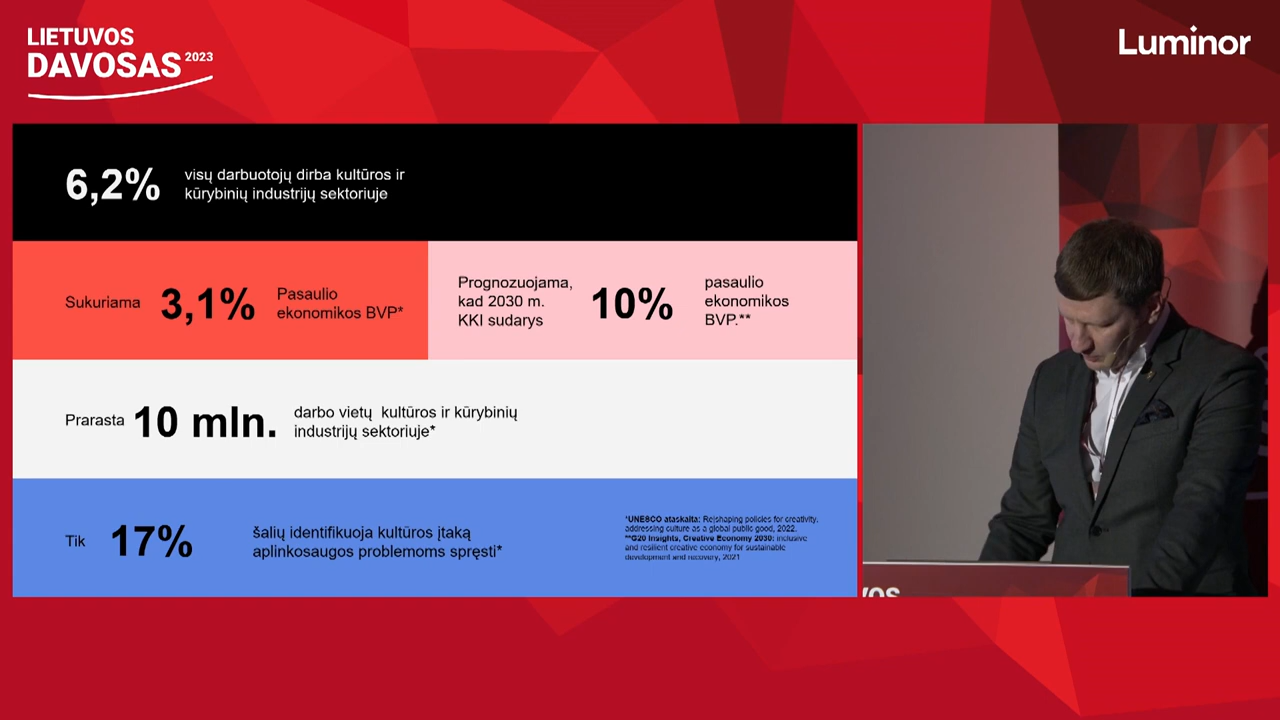 LIETUVOS
DAVOSAS 2023
Luminor
6,2%
visų darbuotojų dirba kultūros ir
kūrybinių industrijų sektoriuje
Sukuriama
3,1%
Pasaulio
ekonomikos BVP*
Prognozuojama,
kad 2030 m.
KKI sudarys
10%
pasaulio
ekonomikos
BVP.**
Prarasta
10 mln.
darbo vietų kultūros ir kūrybinių
industrijų sektoriuje*
Tik
17%
šalių identifikuoja kultūros įtaką
aplinkosaugos problemoms spręsti*
*UNESCO ataskaita: Re|shaping policies for creativity,
addressing culture as a global public good, 2022.
**G20 Insights, Creative Economy 2030: inclusive
and resilient creative economy for sustainable
development and recovery, 2021
vos